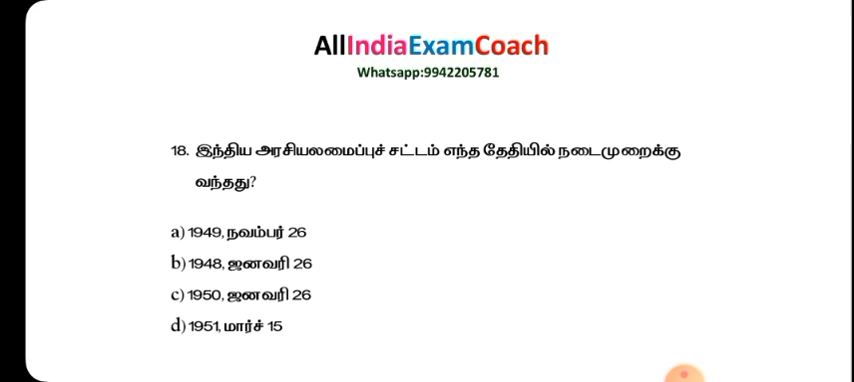 AllIndiaExamCoach
Whatsapp:9942205781
18. இந்திய அரசியலமைப்புச் சட்டம் எந்த தேதியில் நடைமுறைக்கு
வந்தது?
a) 1949, நவம்பர் 26
b) 1948, ஜனவரி 26
c) 1950, ஜனவரி 26
d) 1951, மார்ச் 15